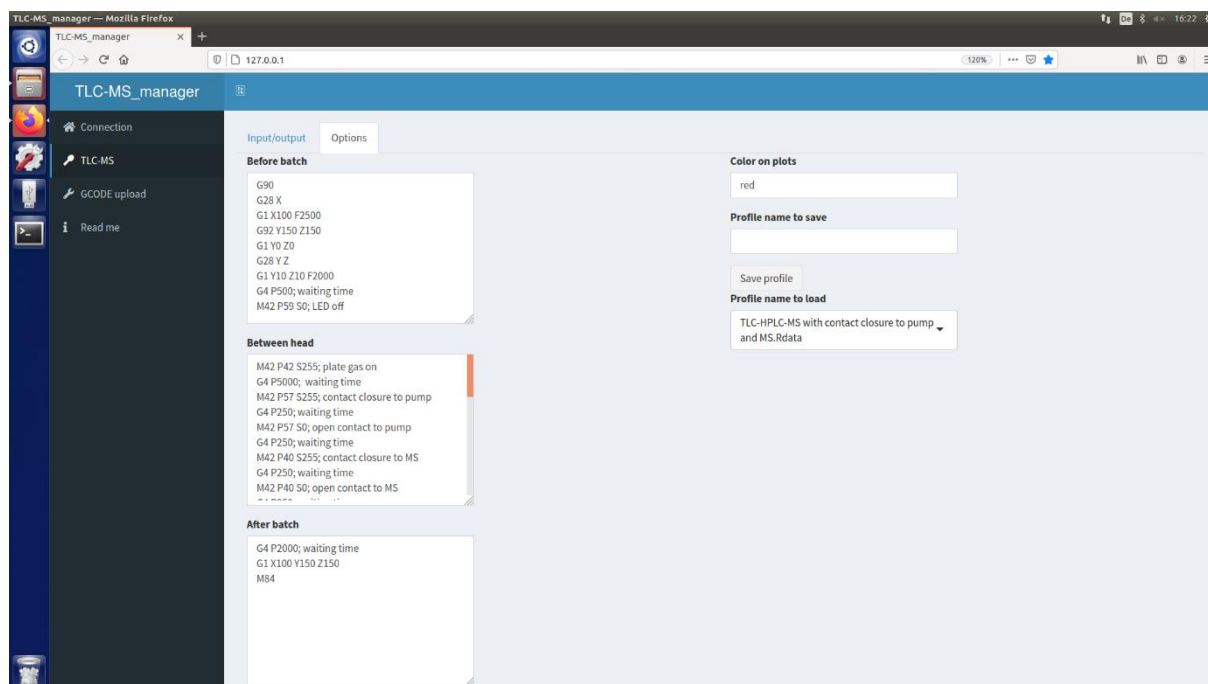 TLC-MS_manager — Mozilla Firefox
De
16:22
TLC-MS_manager × +
127.0.0.1
120%
TLC-MS_manager
Connection
TLC-MS
GCODE upload
Read me
Input/output
Options
Before batch
G90
G28 X
G1 X100 F2500
G92 Y150 Z150
G1 Y0 Z0
G28 Y Z
G1 Y10 Z10 F2000
G4 P500; waiting time
M42 P59 S0; LED off
Between head
M42 P42 S255; plate gas on
G4 P5000;  waiting time
M42 P57 S255; contact closure to pump
G4 P250; waiting time
M42 P57 S0; open contact to pump
G4 P250; waiting time
M42 P40 S255; contact closure to MS
G4 P250; waiting time
M42 P40 S0; open contact to MS
After batch
G4 P2000; waiting time
G1 X100 Y150 Z150
M84
Color on plots
red
Profile name to save
Save profile
Profile name to load
TLC-HPLC-MS with contact closure to pump
and MS.Rdata